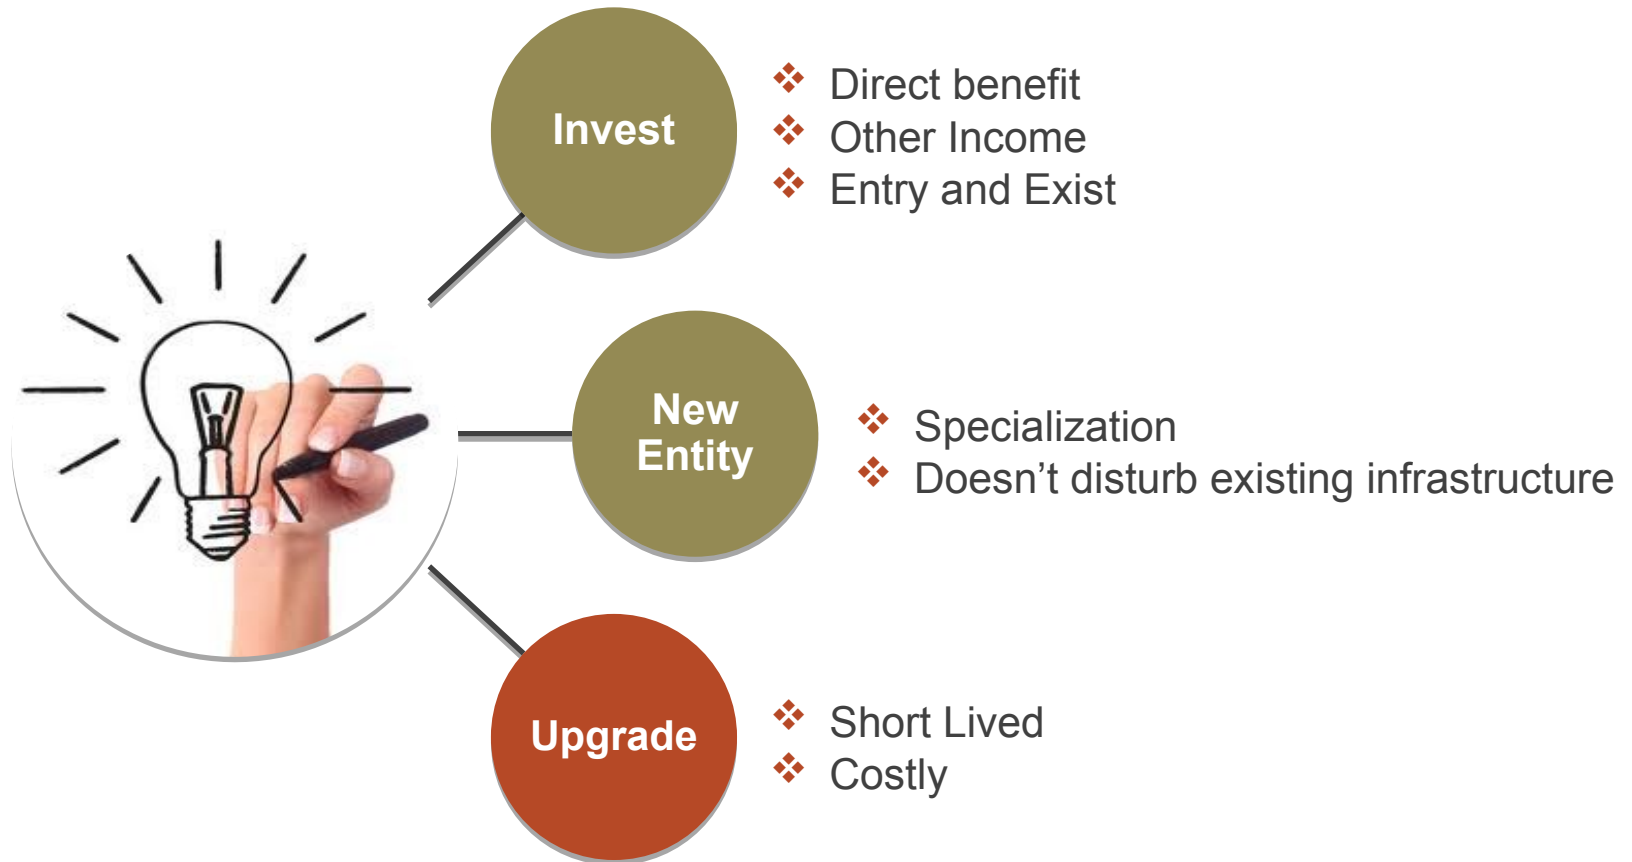 Invest
Direct benefit
Other Income
Entry and Exist
New
Entity
Specialization
Doesn’t disturb existing infrastructure
Upgrade
Short Lived
Costly